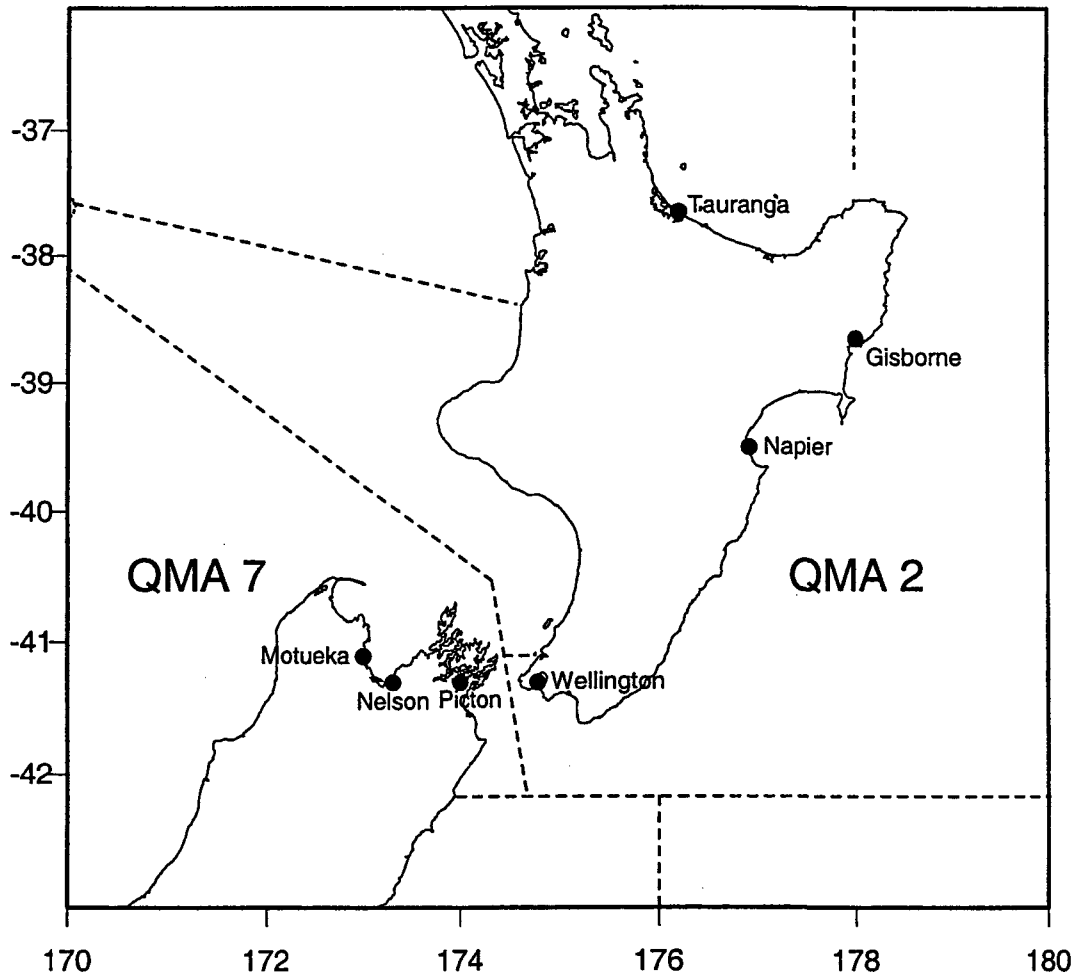 -37
-38
-39
-40
-41
-42
Tauranga
Gisborne
Napier
QMA 7
QMA 2
Motueka
Nelson
Picton
Wellington
170
172
174
176
178
180